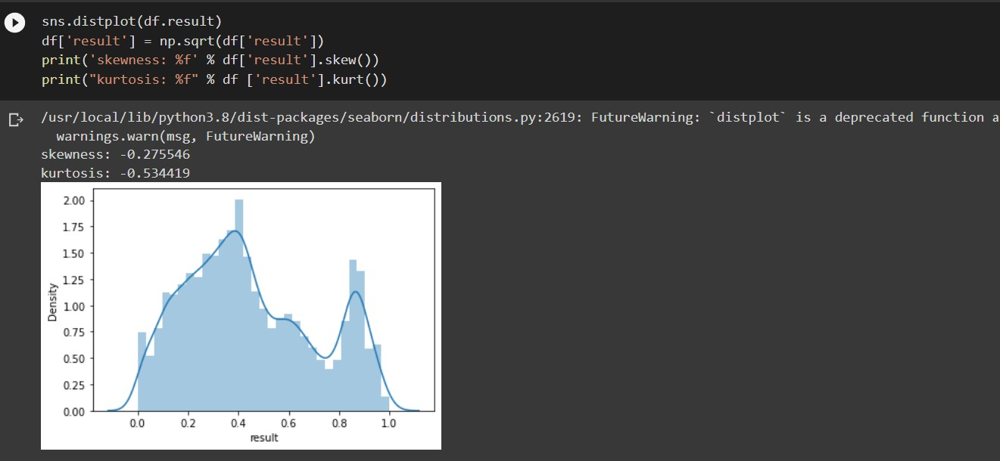 sns.distplot(df.result)
df['result'] = np.sqrt(df['result'])
print('skewness: %f' % df['result'].skew())
print("kurtosis: %f" % df ['result'].kurt())
/usr/local/lib/python3.8/dist-packages/seaborn/distributions.py:2619: FutureWarning: `distplot` is a deprecated function a
  warnings.warn(msg, FutureWarning)
skewness: -0.275546
kurtosis: -0.534419
2.00
1.75
1.50
1.25
1.00
0.75
0.50
0.25
0.00
Density
0.0 0.2 0.4 0.6 0.8 1.0
result